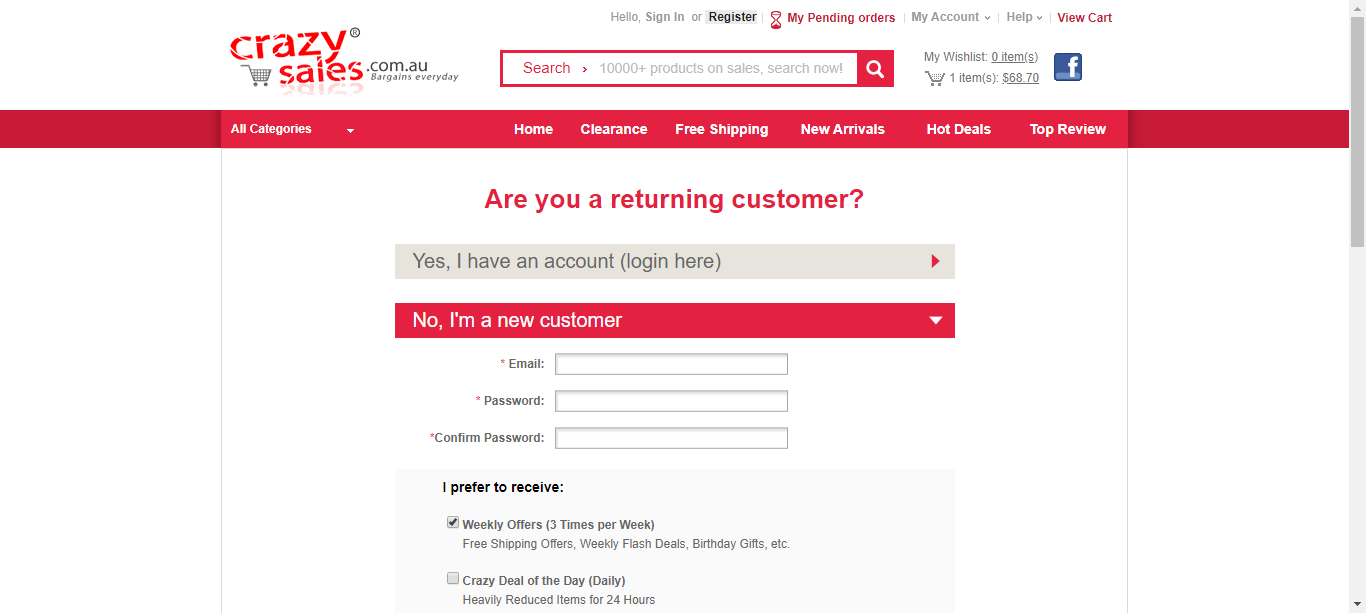 Hello, Sign In or Register | My Pending orders | My Account | Help | View Cart
crazy sales® .com.au
Bargains everyday
Search › 10000+ products on sales, search now!
My Wishlist: 0 item(s)
1 item(s): $68.70
f
All Categories Home Clearance Free Shipping New Arrivals Hot Deals Top Review
Are you a returning customer?
Yes, I have an account (login here)
No, I'm a new customer
* Email:
* Password:
*Confirm Password:
I prefer to receive:
Weekly Offers (3 Times per Week)
Free Shipping Offers, Weekly Flash Deals, Birthday Gifts, etc.
Crazy Deal of the Day (Daily)
Heavily Reduced Items for 24 Hours